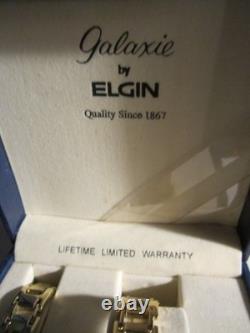 Galaxie
by
ELGIN
Quality Since 1867
LIFETIME LIMITED WARRANTY